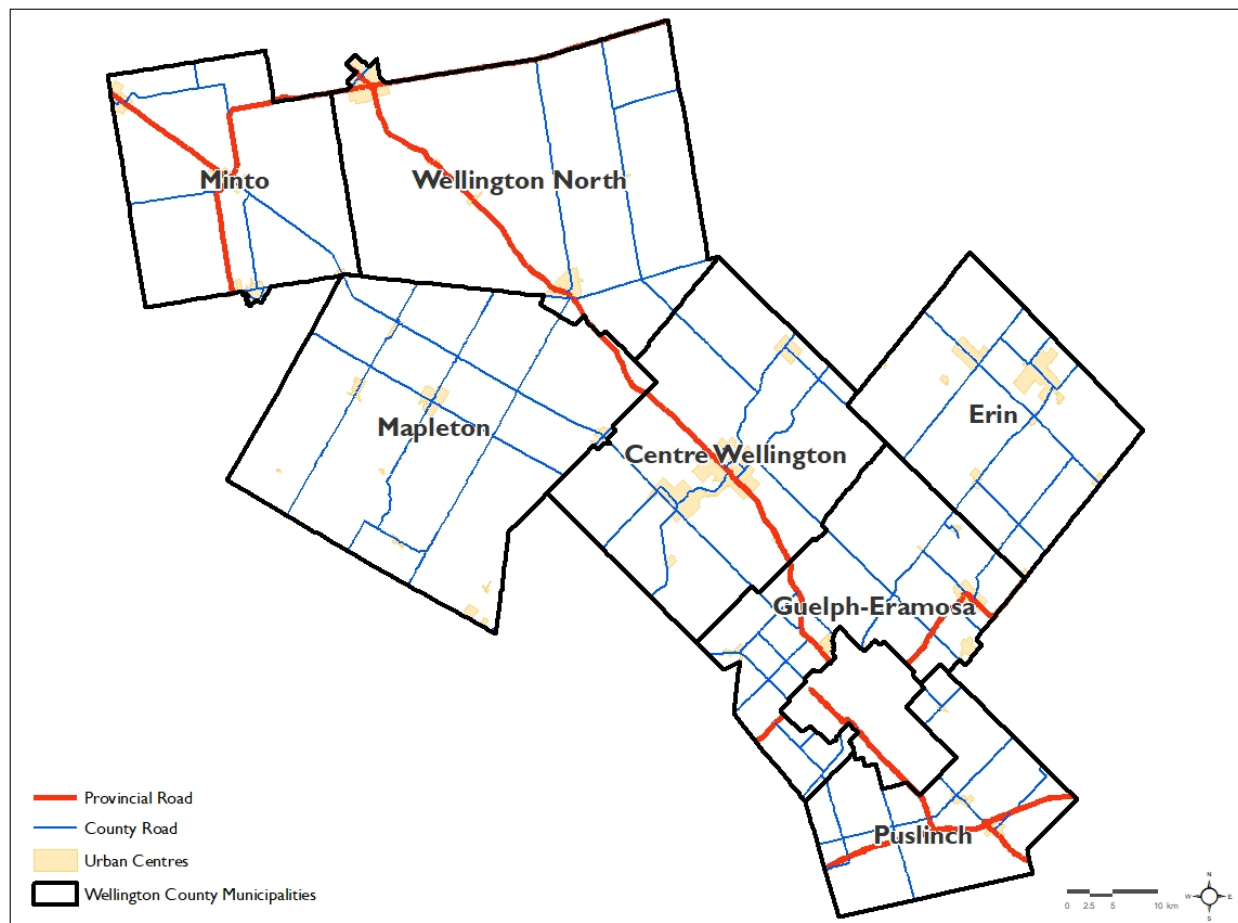 Minto
Wellington North
Mapleton
Centre Wellington
Erin
Guelph-Eramosa
Puslinch
Provincial Road
County Road
Urban Centres
Wellington County Municipalities
0 2.5 5 10 km
N
W E
S